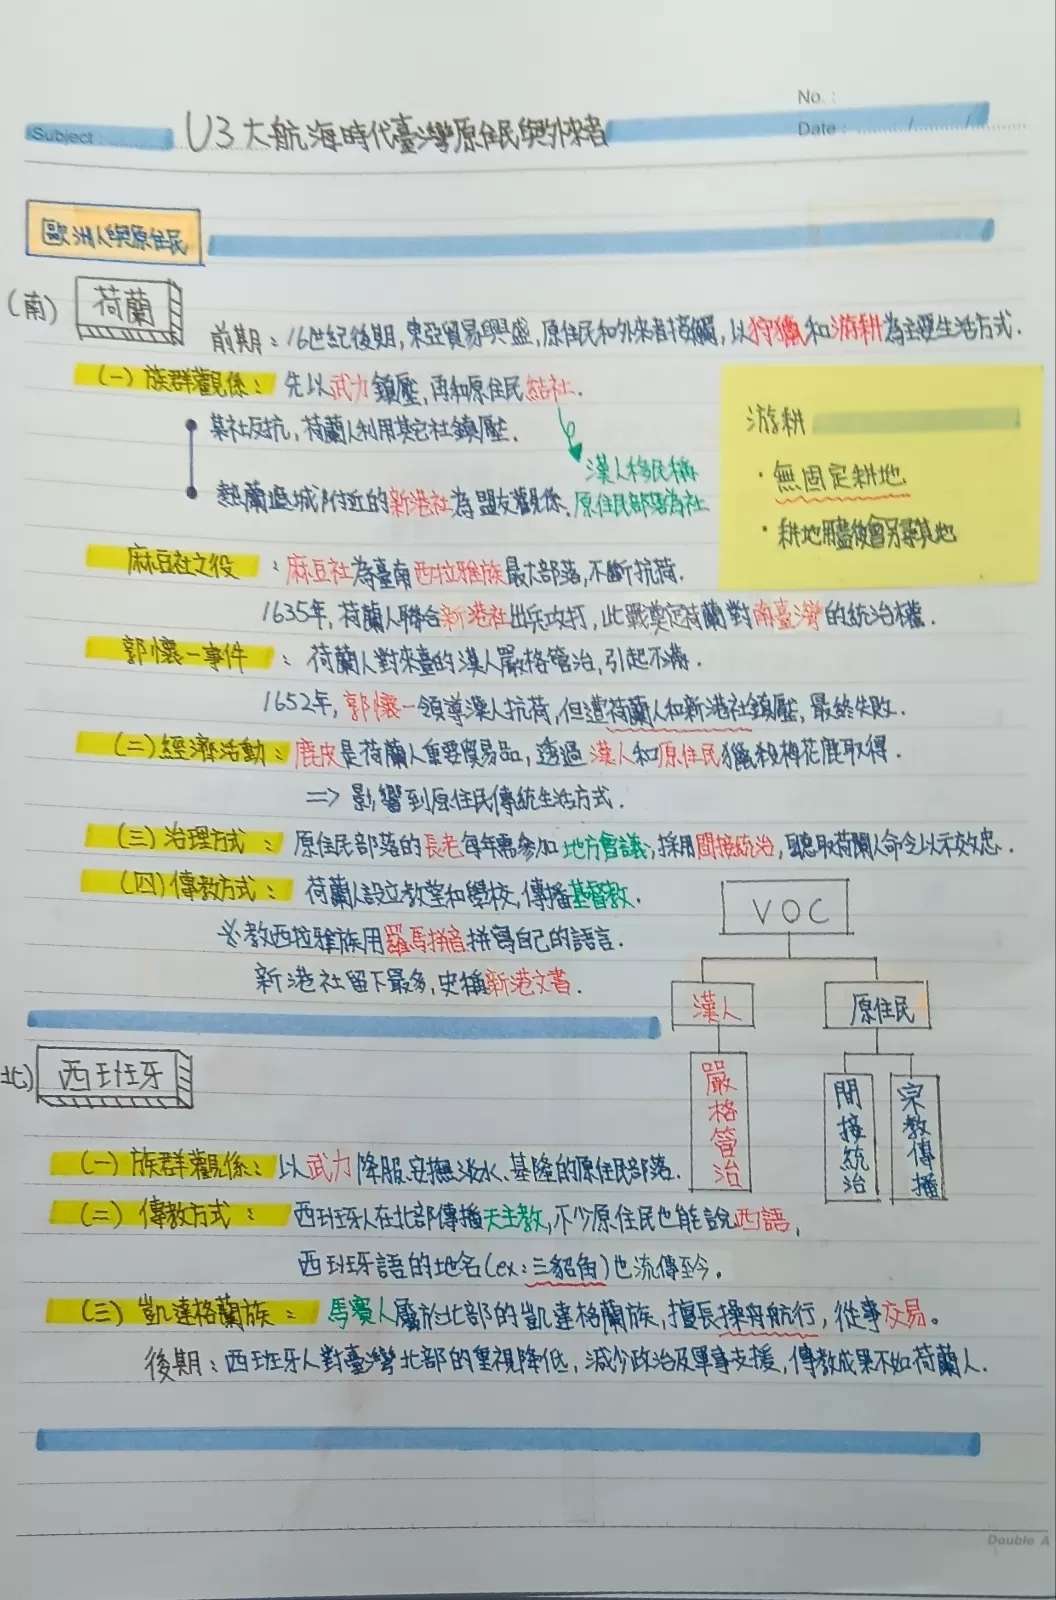 No. :
Subject :
U3 大航海時代臺灣原住民與外來者
Date : / /
歐洲人與原住民
(南) 荷蘭
前期：16世紀後期，東亞貿易興盛，原住民和外來者接觸，以狩獵和游耕為主要生活方式．
(一) 族群觀係： 先以武力鎮壓，再和原住民結社．
某社反抗，荷蘭人利用其它社鎮壓．
漢人移民稱
原住民部落為社
熱蘭遮城附近的新港社為盟友觀係．
游耕
·無固定耕地
·耕地用盡後會另尋其地
麻豆社之役 ： 麻豆社為臺南西拉雅族最大部落，不斷抗荷．
1635年，荷蘭人聯合新港社出兵攻打，此戰奠定荷蘭對南臺灣的統治權．
郭懷一事件 ： 荷蘭人對來臺的漢人嚴格管治，引起不滿．
1652年，郭懷一領導漢人抗荷，但遭荷蘭人和新港社鎮壓，最終失敗．
(二) 經濟活動： 鹿皮是荷蘭人重要貿易品，透過漢人和原住民獵殺梅花鹿取得．
=> 影響到原住民傳統生活方式．
(三) 治理方式 ： 原住民部落的長老每年需參加地方會議，採用間接統治，聽取荷蘭人命令以示效忠．
(四) 傳教方式： 荷蘭人設立教堂和學校，傳播基督教．
※教西拉雅族用羅馬拼音拼寫自己的語言．
新港社留下最多，史稱新港文書．
VOC
漢人
原住民
嚴格管治
間接統治
宗教傳播
北) 西班牙
(一) 族群觀係： 以武力降服、安撫淡水、基隆的原住民部落．
(二) 傳教方式 ： 西班牙人在北部傳播天主教，不少原住民也能說西語，
西班牙語的地名(ex：三貂角)也流傳至今．
(三) 凱達格蘭族： 馬賽人屬於北部的凱達格蘭族，擅長操舟航行，從事交易。
後期：西班牙人對臺灣北部的重視降低，減少政治及軍事支援，傳教成果不如荷蘭人．
Double A